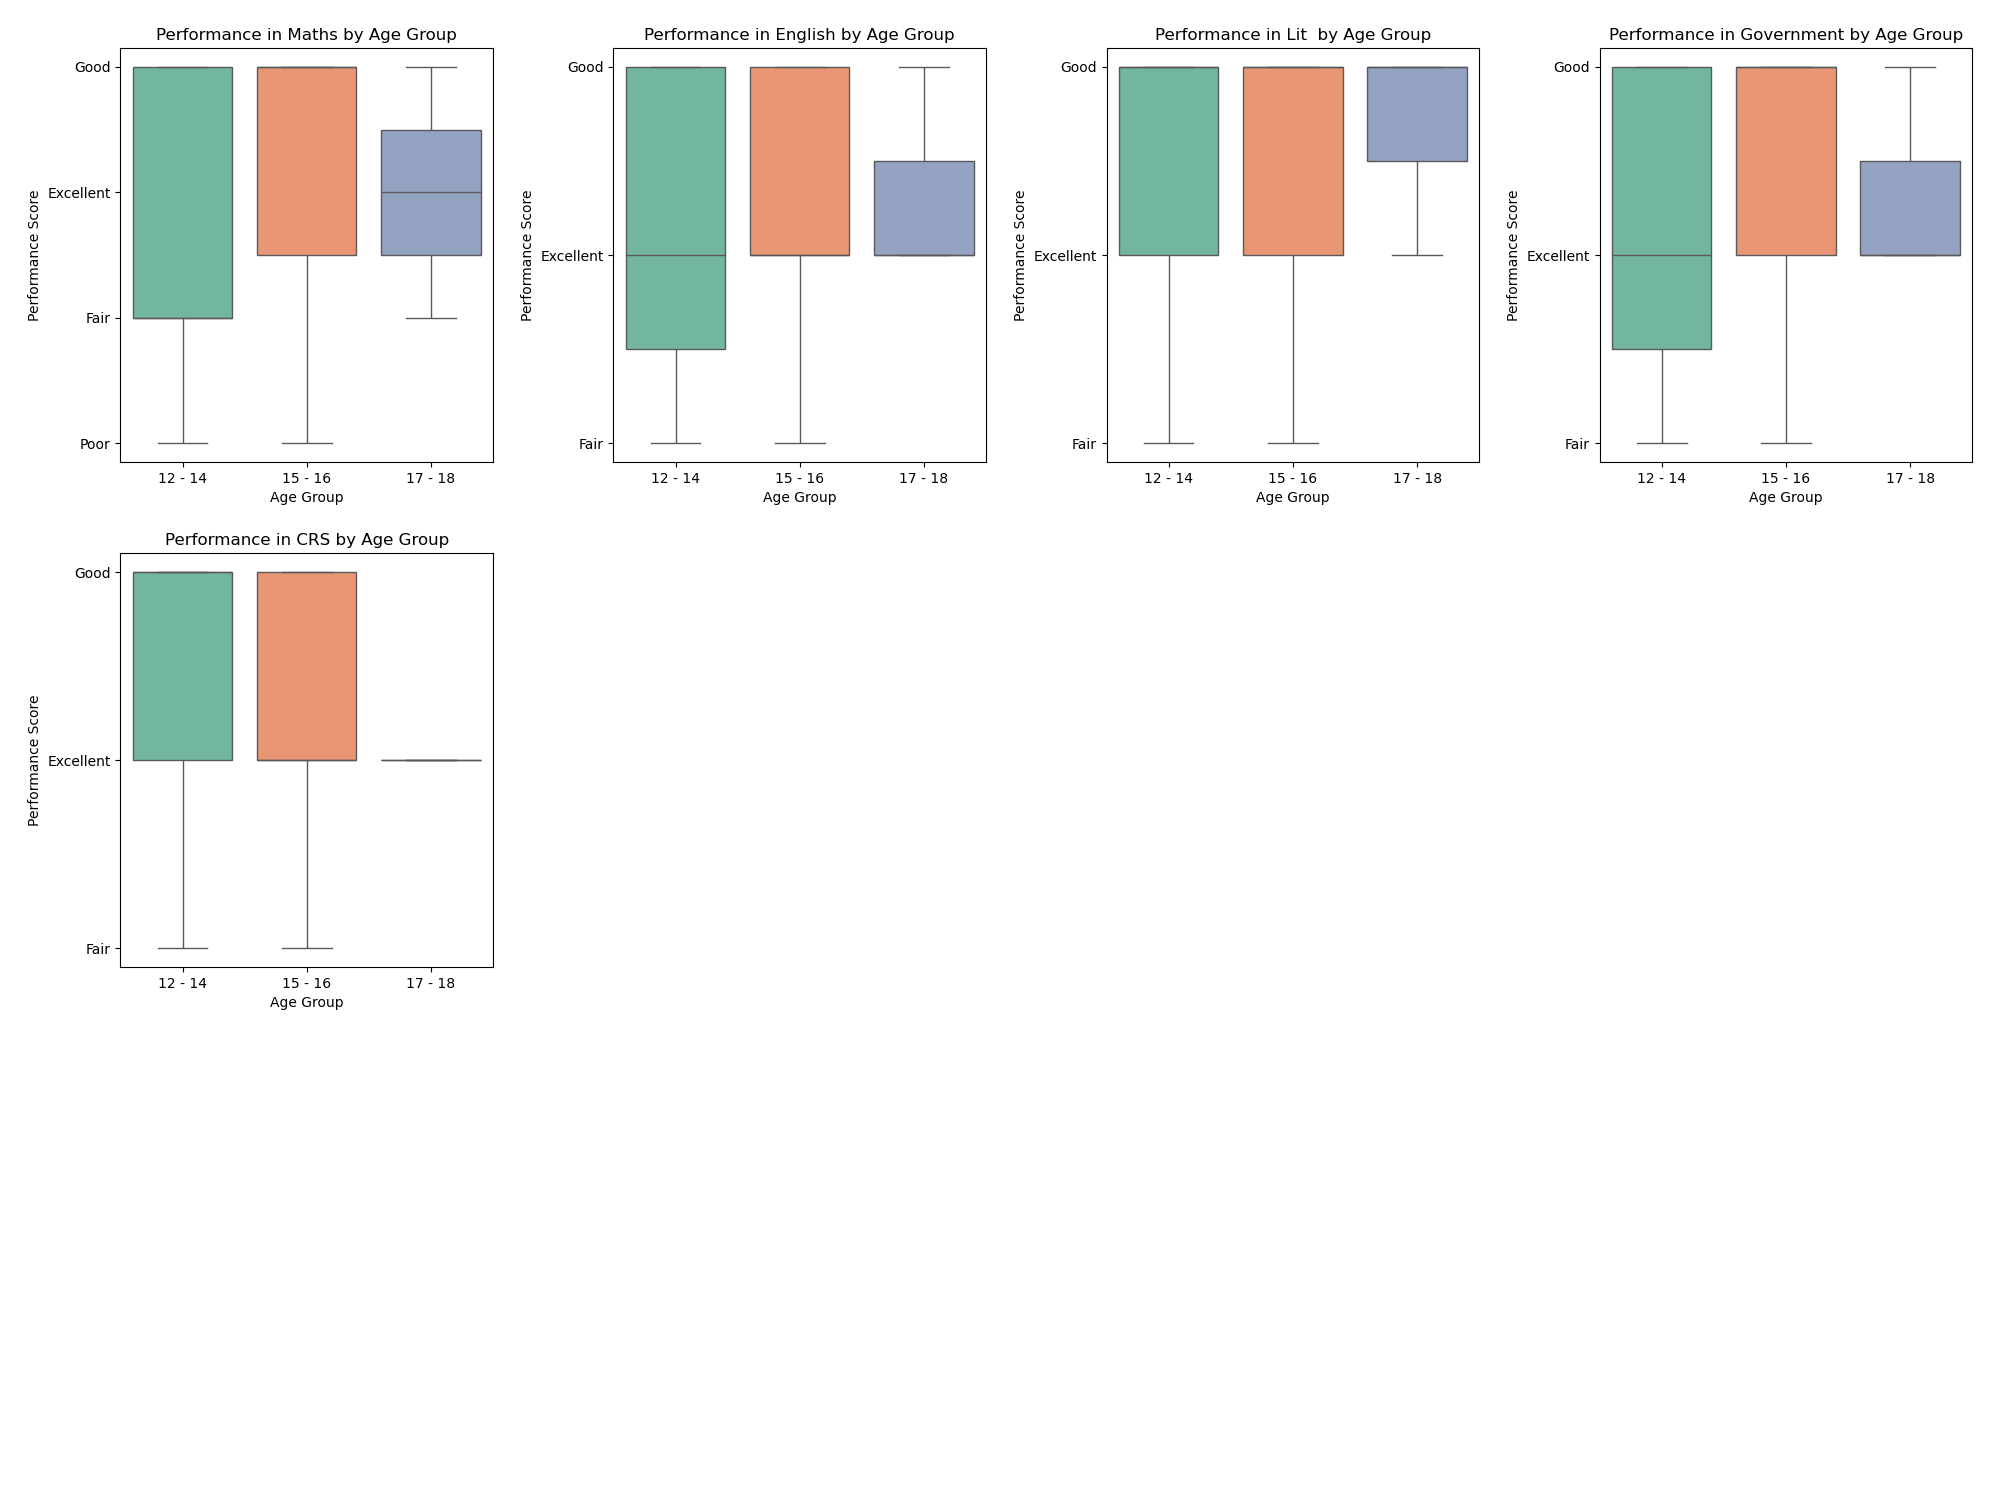 Performance in Maths by Age Group
Performance Score
Good
Excellent
Fair
Poor
12 - 14
15 - 16
17 - 18
Age Group
Performance in English by Age Group
Performance Score
Good
Excellent
Fair
12 - 14
15 - 16
17 - 18
Age Group
Performance in Lit  by Age Group
Performance Score
Good
Excellent
Fair
12 - 14
15 - 16
17 - 18
Age Group
Performance in Government by Age Group
Performance Score
Good
Excellent
Fair
12 - 14
15 - 16
17 - 18
Age Group
Performance in CRS by Age Group
Performance Score
Good
Excellent
Fair
12 - 14
15 - 16
17 - 18
Age Group